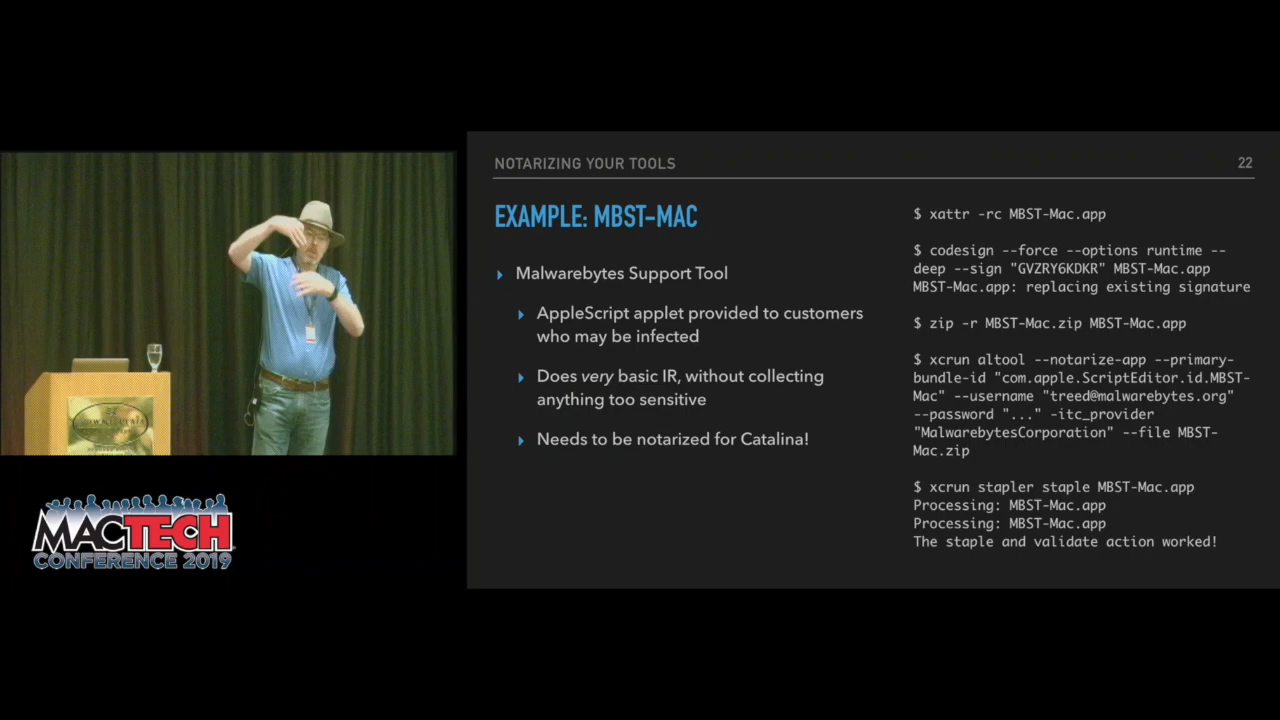 NOTARIZING YOUR TOOLS
22
EXAMPLE: MBST-MAC
Malwarebytes Support Tool
AppleScript applet provided to customers
who may be infected
Does very basic IR, without collecting
anything too sensitive
Needs to be notarized for Catalina!
$ xattr -rc MBST-Mac.app
$ codesign --force --options runtime --
deep --sign "GVZRY6KDKR" MBST-Mac.app
MBST-Mac.app: replacing existing signature
$ zip -r MBST-Mac.zip MBST-Mac.app
$ xcrun altool --notarize-app --primary-
bundle-id "com.apple.ScriptEditor.id.MBST-
Mac" --username "treed@malwarebytes.org"
--password "..." -itc_provider
"MalwarebytesCorporation" --file MBST-
Mac.zip
$ xcrun stapler staple MBST-Mac.app
Processing: MBST-Mac.app
Processing: MBST-Mac.app
The staple and validate action worked!
MACTECH
CONFERENCE 2019